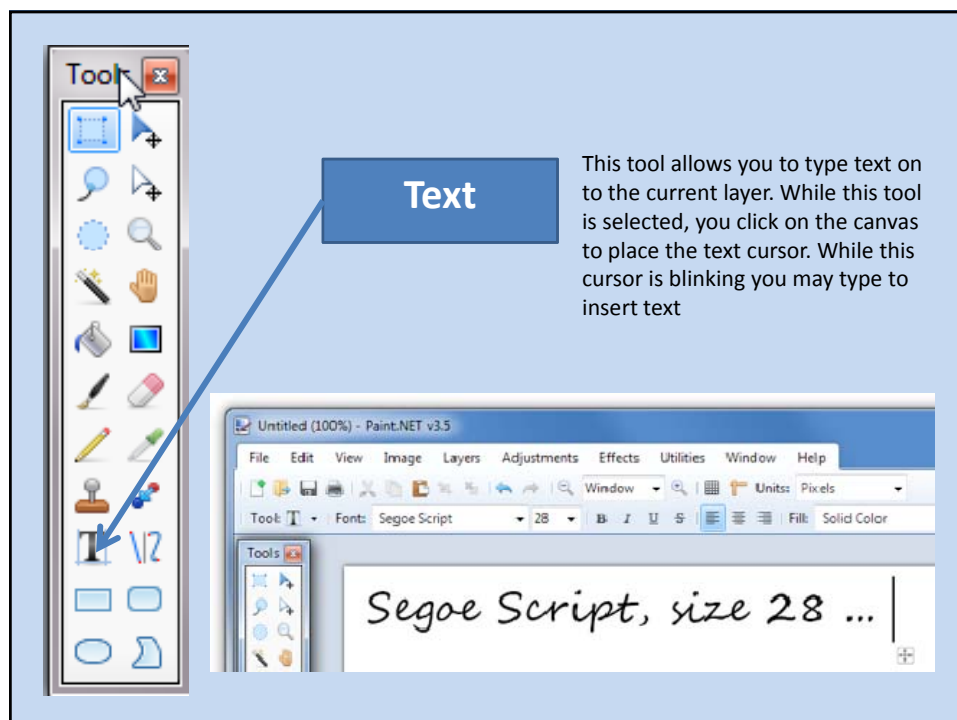 Tools
Text
This tool allows you to type text on
to the current layer. While this tool
is selected, you click on the canvas
to place the text cursor. While this
cursor is blinking you may type to
insert text
Untitled (100%) - Paint.NET v3.5
File Edit View Image Layers Adjustments Effects Utilities Window Help
Window Units: Pixels
Tool: T Font: Segoe Script 28 B I U S Fill: Solid Color
Tools
Segoe Script, size 28 ...